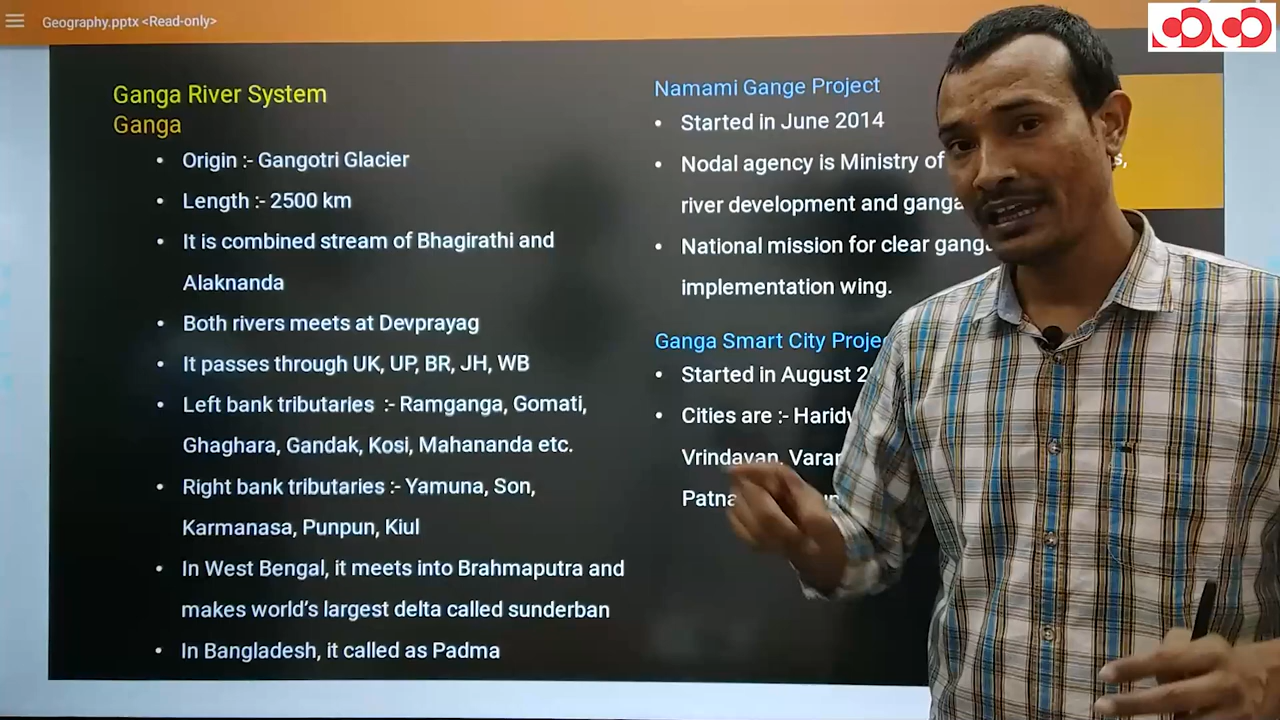 Geography.pptx <Read-only>
Ganga River System
Ganga
• Origin :- Gangotri Glacier
• Length :- 2500 km
• It is combined stream of Bhagirathi and
Alaknanda
• Both rivers meets at Devprayag
• It passes through UK, UP, BR, JH, WB
• Left bank tributaries :- Ramganga, Gomati,
Ghaghara, Gandak, Kosi, Mahananda etc.
• Right bank tributaries :- Yamuna, Son,
Karmanasa, Punpun, Kiul
• In West Bengal, it meets into Brahmaputra and
makes world's largest delta called sunderban
• In Bangladesh, it called as Padma
Namami Gange Project
• Started in June 2014
• Nodal agency is Ministry of
river development and ganga
• National mission for clear
implementation wing.
Ganga Smart City
• Started in August
• Cities are :-
Vrindavan,
Patna